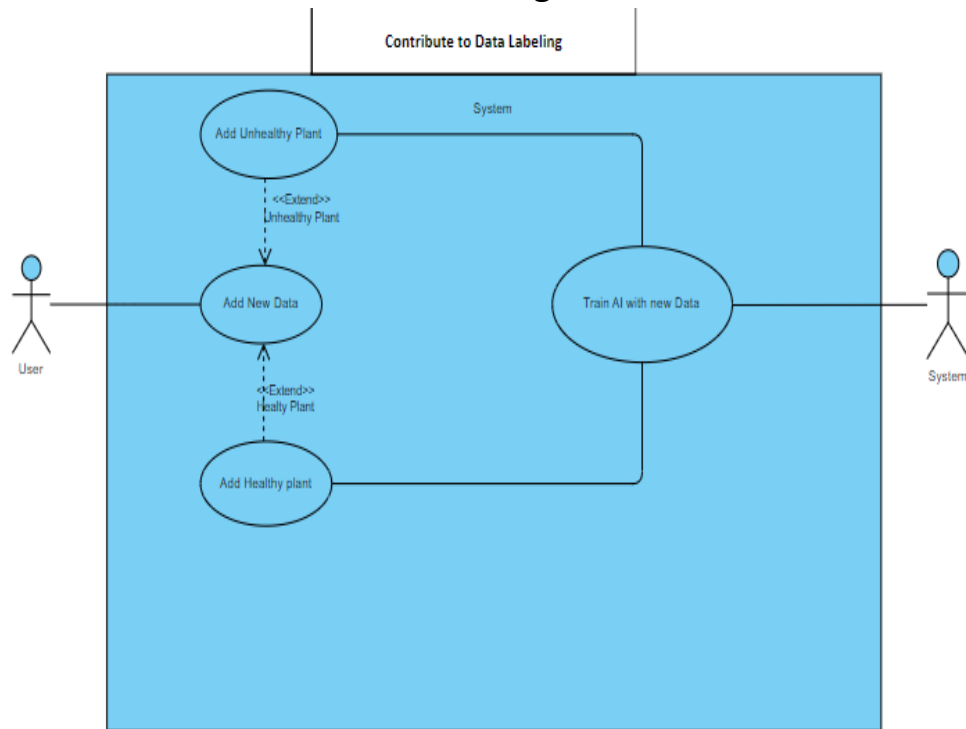 Contribute to Data Labeling
System
Add Unhealthy Plant
<<Extend>>
Unhealthy Plant
Add New Data
Train AI with new Data
User
System
<<Extend>>
Healty Plant
Add Healthy plant